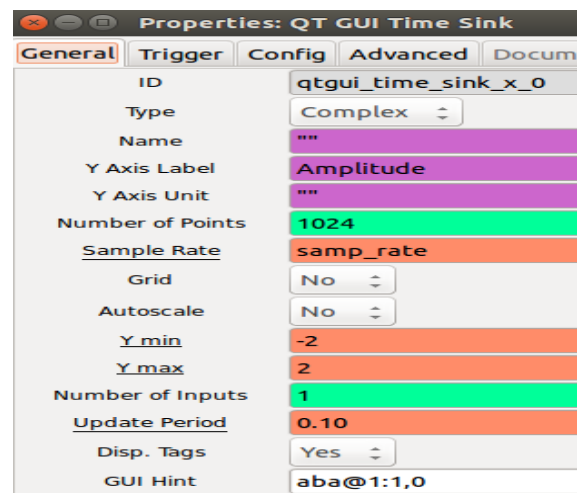 Properties: QT GUI Time Sink
General Trigger Config Advanced Docum
ID qtgui_time_sink_x_0
Type Complex
Name ""
Y Axis Label Amplitude
Y Axis Unit ""
Number of Points 1024
Sample Rate samp_rate
Grid No
Autoscale No
Y min -2
Y max 2
Number of Inputs 1
Update Period 0.10
Disp. Tags Yes
GUI Hint aba@1:1,0